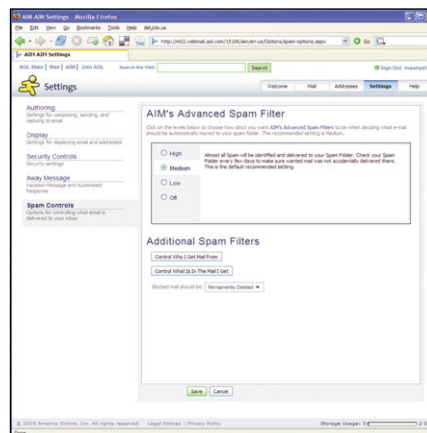 AIM AIM Settings - Mozilla Firefox
File Edit View Go Bookmarks Tools Help del.icio.us
AIM AIM Settings
AOL Main | Mail | AIM | Join AOL Search the Web Search Sign Out
Settings
Welcome Mail Addresses Settings Help
Authoring
Settings for composing, sending, and
replying to email
Display
Settings for displaying email and addresses
Security Controls
Security settings
Away Message
Vacation Message and Automated
Response
Spam Controls
Options for controlling what email is
delivered to your inbox
AIM's Advanced Spam Filter
Click on the levels below to choose how strict you want AIM's Advanced Spam Filters to be when deciding what e-mail
should be automatically moved to your spam folder. The recommended setting is Medium.
High
Medium
Low
Off
Almost all Spam will be identified and delivered to your Spam Folder. Check your Spam
Folder every few days to make sure wanted mail was not accidentally delivered there.
This is the default recommended setting.
Additional Spam Filters
Control Who I Get Mail From
Control What Is In The Mail I Get
Blocked mail should be: Permanently Deleted
Save Cancel
© 2005 America Online, Inc. All rights reserved. Legal Notices | Privacy Policy Storage Usage:
Done